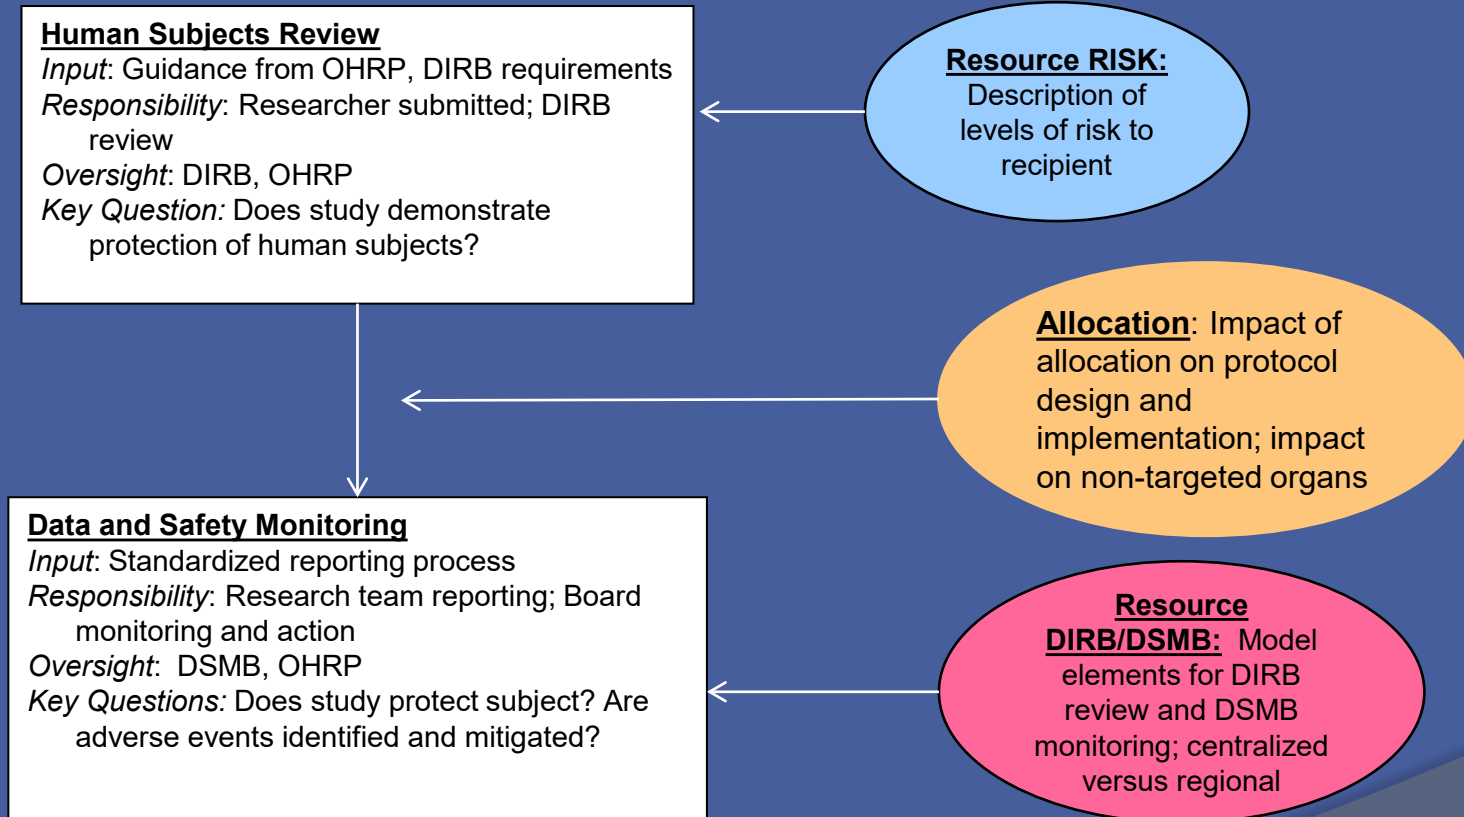 Human Subjects Review
Input: Guidance from OHRP, DIRB requirements
Responsibility: Researcher submitted; DIRB
review
Oversight: DIRB, OHRP
Key Question: Does study demonstrate
protection of human subjects?
Resource RISK:
Description of
levels of risk to
recipient
Allocation: Impact of
allocation on protocol
design and
implementation; impact
on non-targeted organs
Data and Safety Monitoring
Input: Standardized reporting process
Responsibility: Research team reporting; Board
monitoring and action
Oversight: DSMB, OHRP
Key Questions: Does study protect subject? Are
adverse events identified and mitigated?
Resource
DIRB/DSMB: Model
elements for DIRB
review and DSMB
monitoring; centralized
versus regional